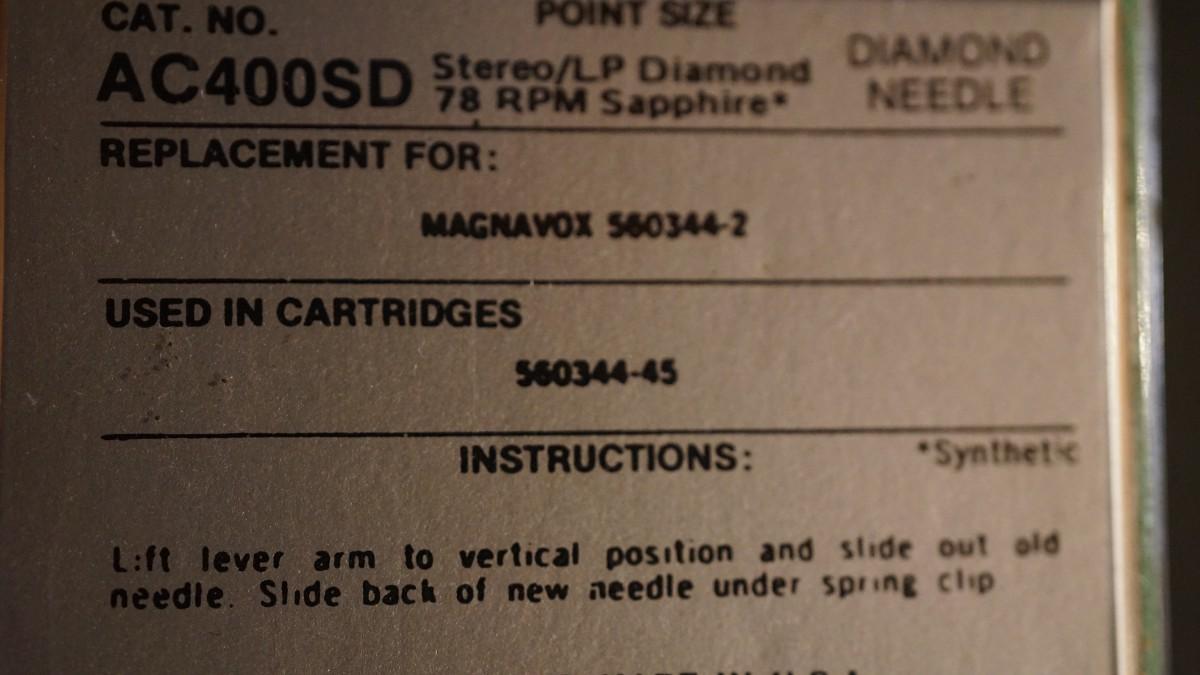 CAT. NO. POINT SIZE
AC400SD Stereo/LP Diamond
78 RPM Sapphire*
DIAMOND
NEEDLE
REPLACEMENT FOR:
MAGNAVOX 560344-2
USED IN CARTRIDGES
560344-45
INSTRUCTIONS: *Synthetic
Lift lever arm to vertical position and slide out old
needle. Slide back of new needle under spring clip